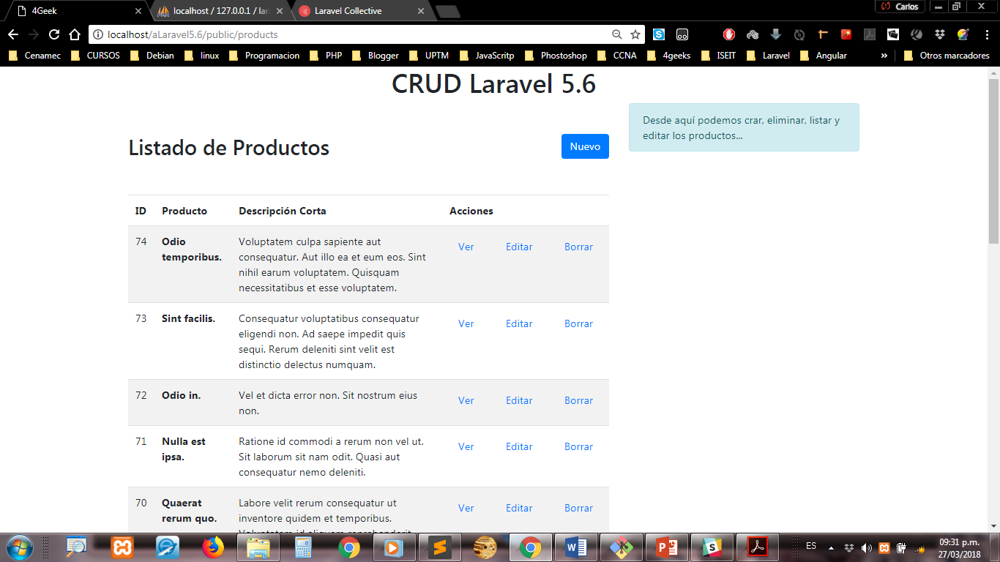 4Geek
localhost / 127.0.0.1 / lar
Laravel Collective
Carlos
localhost/aLaravel5.6/public/products
Cenamec
CURSOS
Debian
linux
Programacion
PHP
Blogger
UPTM
JavaScritp
Phostoshop
CCNA
4geeks
ISEIT
Laravel
Angular
»
Otros marcadores
CRUD Laravel 5.6
Desde aquí podemos crar, eliminar, listar y
editar los productos...
Listado de Productos
Nuevo
ID Producto Descripción Corta Acciones
74 Odio Voluptatem culpa sapiente aut Ver Editar Borrar
temporibus. consequatur. Aut illo ea et eum eos. Sint
nihil earum voluptatem. Quisquam
necessitatibus et esse voluptatem.
73 Sint facilis. Consequatur voluptatibus consequatur Ver Editar Borrar
eligendi non. Ad saepe impedit quis
sequi. Rerum deleniti sint velit est
distinctio delectus numquam.
72 Odio in. Vel et dicta error non. Sit nostrum eius Ver Editar Borrar
non.
71 Nulla est Ratione id commodi a rerum non vel ut. Ver Editar Borrar
ipsa. Sit laborum sit nam odit. Quasi aut
consequatur nemo deleniti.
70 Quaerat Labore velit rerum consequatur ut Ver Editar Borrar
rerum quo. inventore quidem et temporibus.
ES
09:31 p.m.
27/03/2018